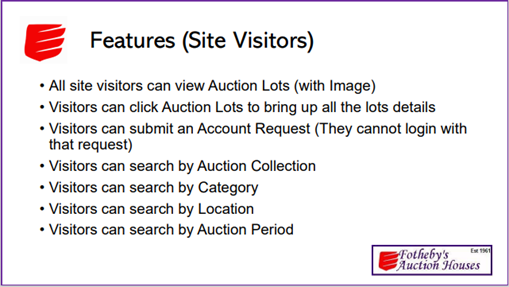 Features (Site Visitors)
• All site visitors can view Auction Lots (with Image)
• Visitors can click Auction Lots to bring up all the lots details
• Visitors can submit an Account Request (They cannot login with
that request)
• Visitors can search by Auction Collection
• Visitors can search by Category
• Visitors can search by Location
• Visitors can search by Auction Period
Est 1961
Fotheby's
Auction Houses